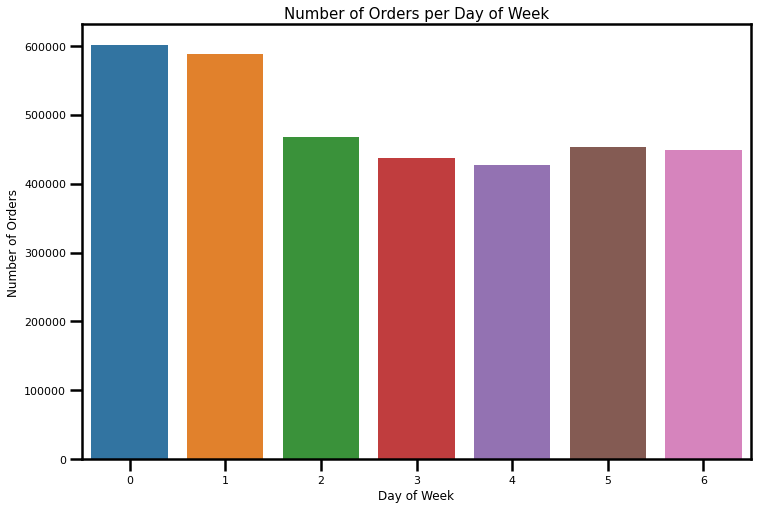 Number of Orders per Day of Week
Number of Orders
600000
500000
400000
300000
200000
100000
0
0 1 2 3 4 5 6
Day of Week